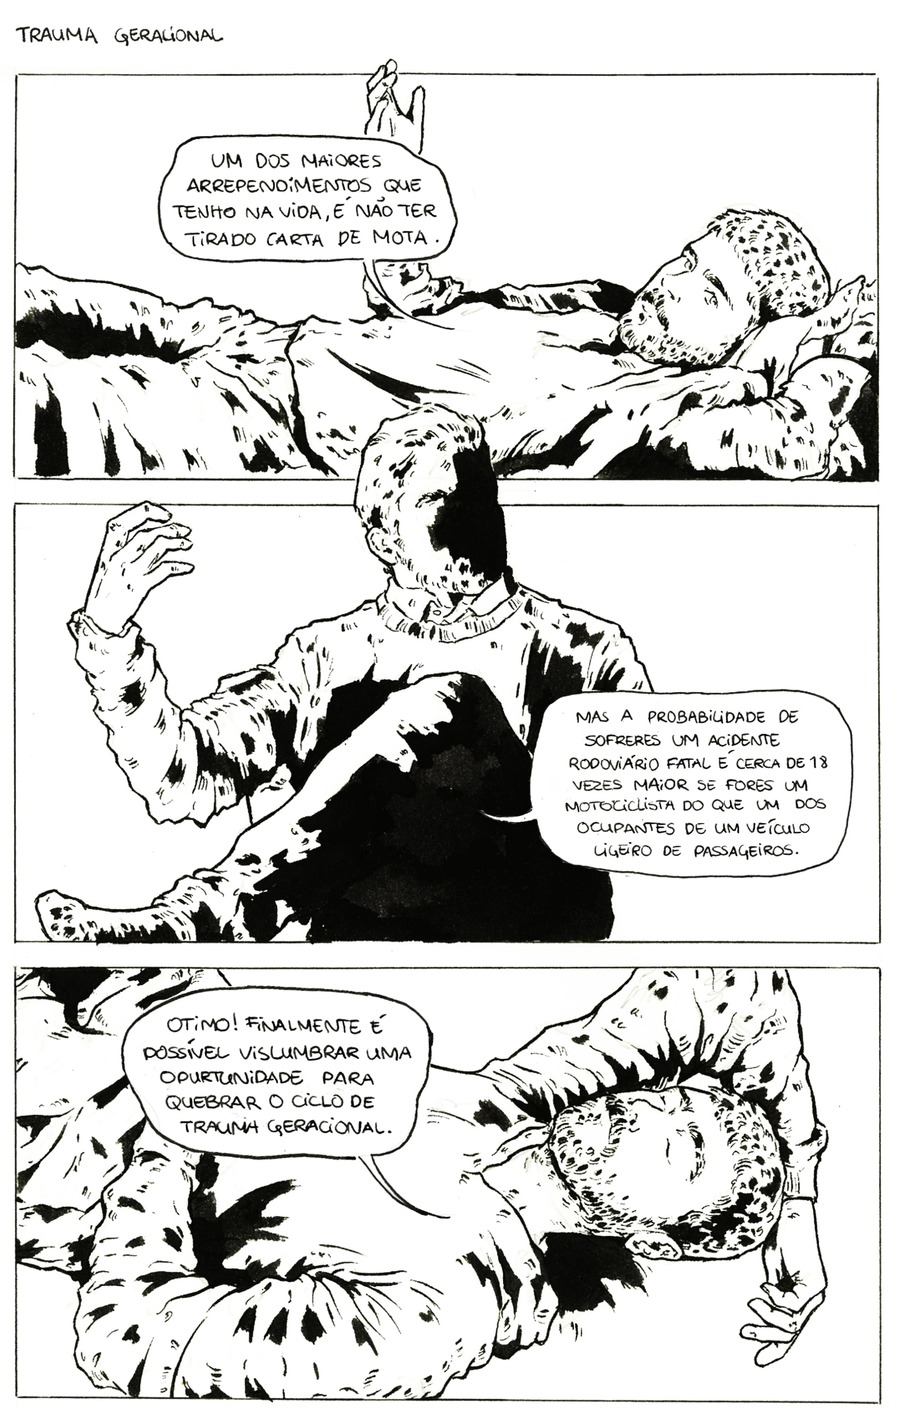 TRAUMA GERACIONAL
UM DOS MAIORES
ARREPENDIMENTOS QUE
TENHO NA VIDA, É NÃO TER
TIRADO CARTA DE MOTA.
MAS A PROBABILIDADE DE
SOFRERES UM ACIDENTE
RODOVIÁRIO FATAL É CERCA DE 18
VEZES MAIOR SE FORES UM
MOTOCICLISTA DO QUE UM DOS
OCUPANTES DE UM VEÍCULO
LIGEIRO DE PASSAGEIROS.
OTIMO! FINALMENTE É
POSSÍVEL VISLUMBRAR UMA
OPURTUNIDADE PARA
QUEBRAR O CICLO DE
TRAUMA GERACIONAL.